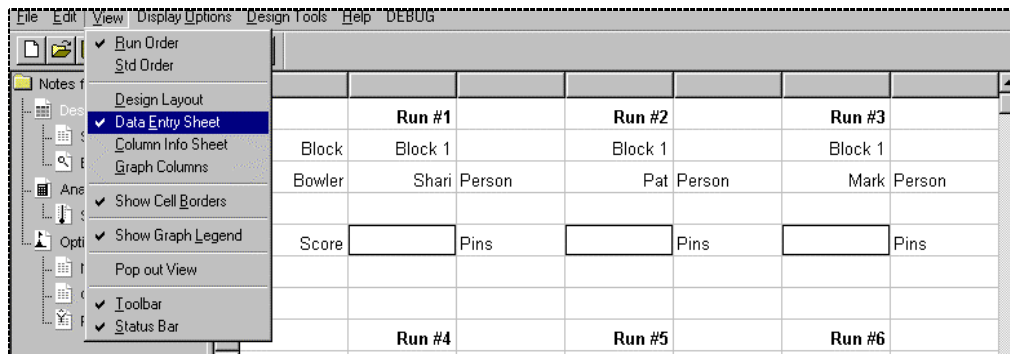 File Edit View Display Options Design Tools Help DEBUG
Run Order
Std Order
Design Layout
Data Entry Sheet
Column Info Sheet
Graph Columns
Show Cell Borders
Show Graph Legend
Pop out View
Toolbar
Status Bar
Notes f
Des
Ana
Opti
Run #1 Run #2 Run #3
Block Block 1 Block 1 Block 1
Bowler Shari Person Pat Person Mark Person
Score Pins Pins Pins
Run #4 Run #5 Run #6